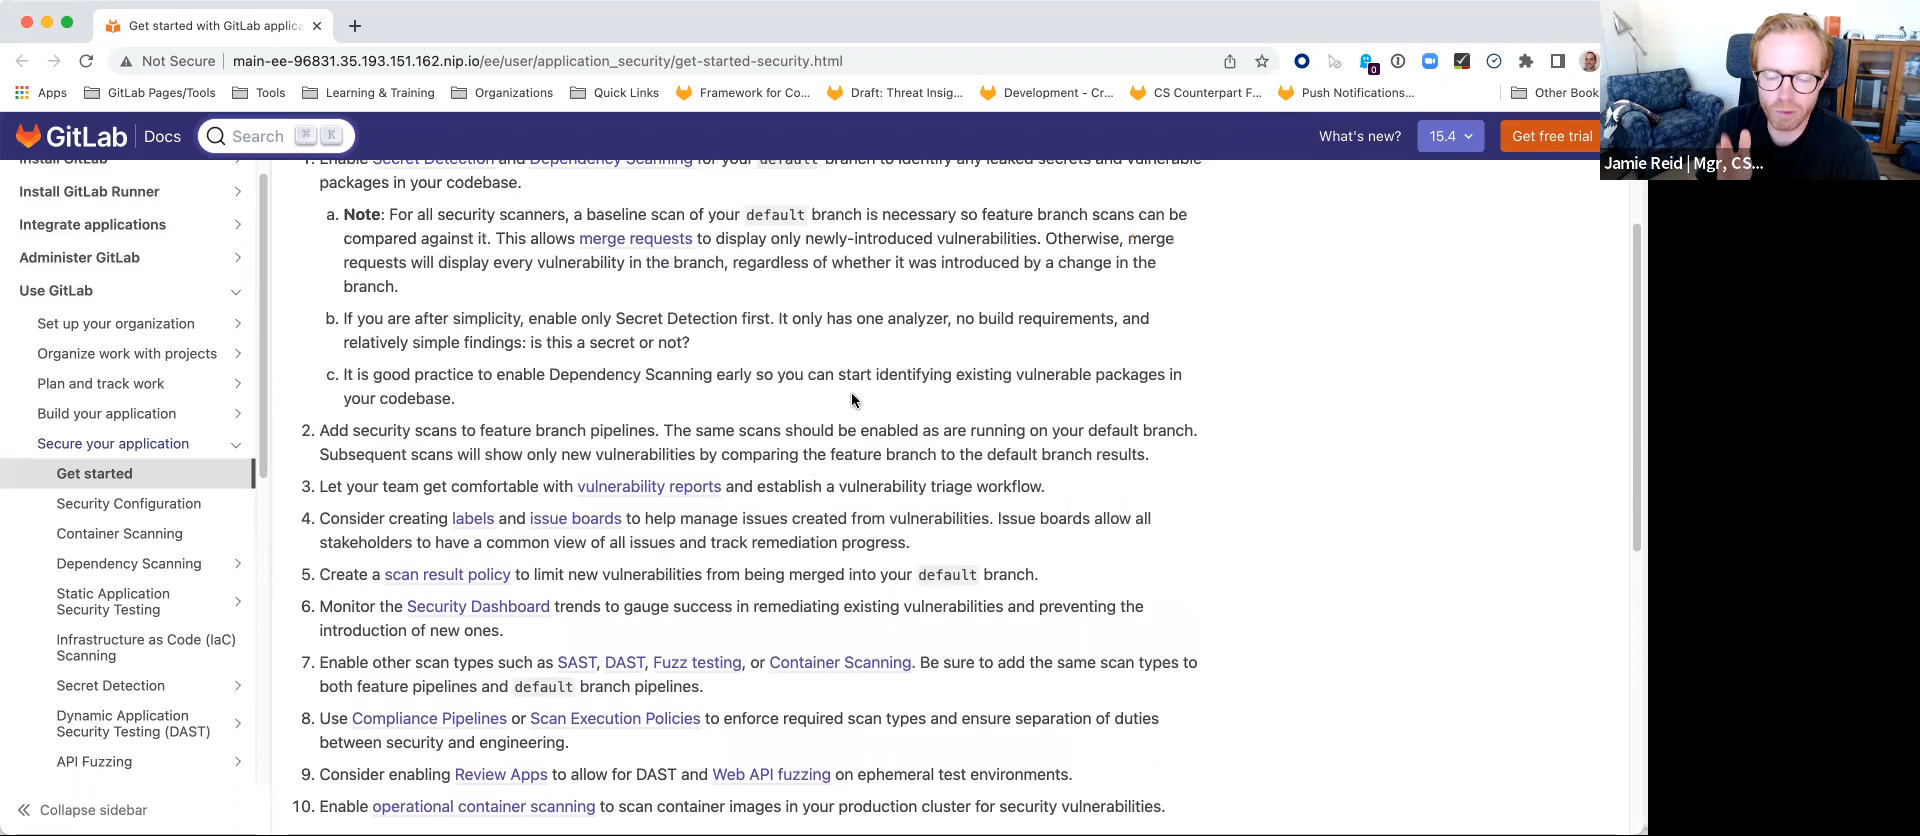 Get started with GitLab applica
Not Secure
main-ee-96831.35.193.151.162.nip.io/ee/user/application_security/get-started-security.html
0
Apps
GitLab Pages/Tools
Tools
Learning & Training
Organizations
Quick Links
Framework for Co...
Draft: Threat Insig...
Development - Cr...
CS Counterpart F...
Push Notifications...
Other Book
GitLab
Docs
Search ⌘ K
What's new?
15.4
Get free trial
Jamie Reid | Mgr, CS...
Install GitLab
Install GitLab Runner
Integrate applications
Administer GitLab
Use GitLab
Set up your organization
Organize work with projects
Plan and track work
Build your application
Secure your application
Get started
Security Configuration
Container Scanning
Dependency Scanning
Static Application
Security Testing
Infrastructure as Code (IaC)
Scanning
Secret Detection
Dynamic Application
Security Testing (DAST)
API Fuzzing
Collapse sidebar
1. Enable Secret Detection and Dependency Scanning for your default branch to identify any leaked secrets and vulnerable
packages in your codebase.
a. Note: For all security scanners, a baseline scan of your default branch is necessary so feature branch scans can be
compared against it. This allows merge requests to display only newly-introduced vulnerabilities. Otherwise, merge
requests will display every vulnerability in the branch, regardless of whether it was introduced by a change in the
branch.
b. If you are after simplicity, enable only Secret Detection first. It only has one analyzer, no build requirements, and
relatively simple findings: is this a secret or not?
c. It is good practice to enable Dependency Scanning early so you can start identifying existing vulnerable packages in
your codebase.
2. Add security scans to feature branch pipelines. The same scans should be enabled as are running on your default branch.
Subsequent scans will show only new vulnerabilities by comparing the feature branch to the default branch results.
3. Let your team get comfortable with vulnerability reports and establish a vulnerability triage workflow.
4. Consider creating labels and issue boards to help manage issues created from vulnerabilities. Issue boards allow all
stakeholders to have a common view of all issues and track remediation progress.
5. Create a scan result policy to limit new vulnerabilities from being merged into your default branch.
6. Monitor the Security Dashboard trends to gauge success in remediating existing vulnerabilities and preventing the
introduction of new ones.
7. Enable other scan types such as SAST, DAST, Fuzz testing, or Container Scanning. Be sure to add the same scan types to
both feature pipelines and default branch pipelines.
8. Use Compliance Pipelines or Scan Execution Policies to enforce required scan types and ensure separation of duties
between security and engineering.
9. Consider enabling Review Apps to allow for DAST and Web API fuzzing on ephemeral test environments.
10. Enable operational container scanning to scan container images in your production cluster for security vulnerabilities.